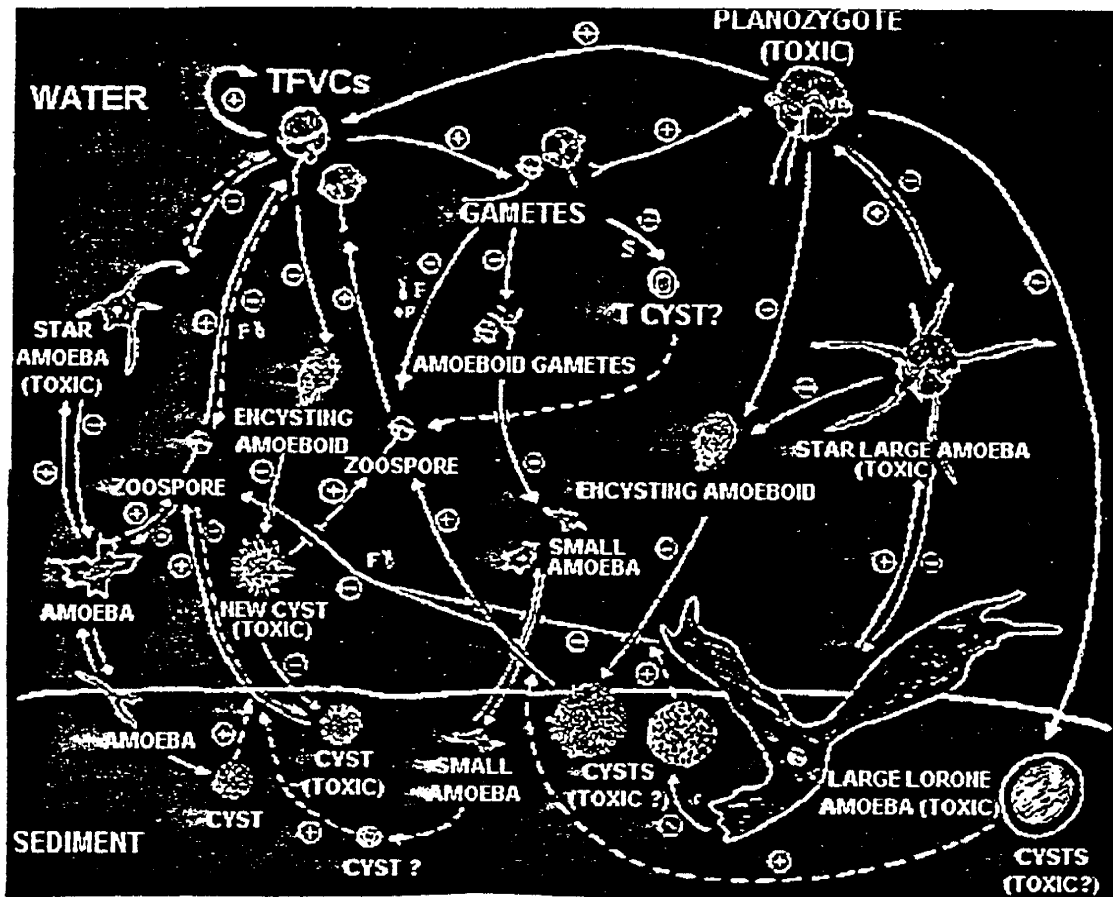 PLANOZYGOTE
(TOXIC)
WATER
TFVCs
GAMETES
S
F
P
T CYST?
STAR
AMOEBA
(TOXIC)
F
AMOEBOID GAMETES
ENCYSTING
AMOEBOID
ZOOSPORE
ZOOSPORE
STAR LARGE AMOEBA
(TOXIC)
ENCYSTING AMOEBOID
F
SMALL
AMOEBA
AMOEBA
NEW CYST
(TOXIC)
AMOEBA
CYST
(TOXIC)
SMALL
AMOEBA
CYSTS
(TOXIC ?)
LARGE LORONE
AMOEBA (TOXIC)
CYST
SEDIMENT
CYST ?
CYSTS
(TOXIC?)